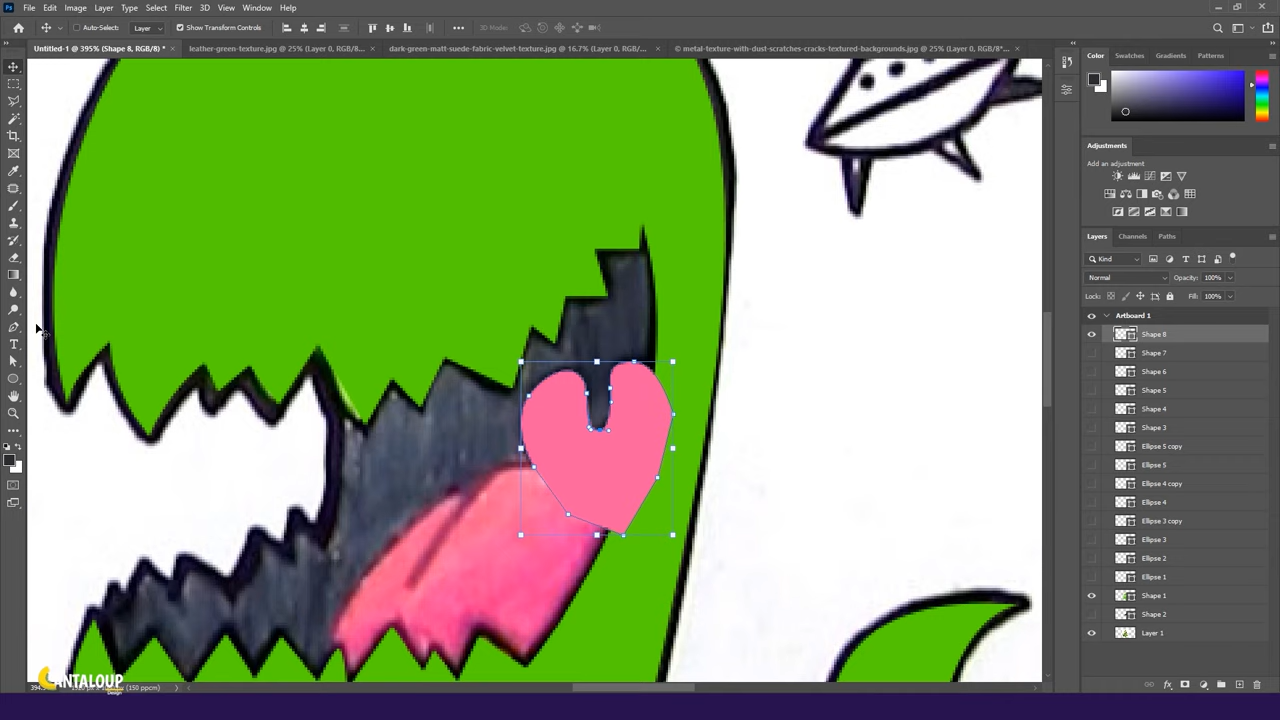 File Edit Image Layer Type Select Filter 3D View Window Help
Auto-Select: Layer Show Transform Controls 3D Mode:
Untitled-1 @ 395% (Shape 8, RGB/8) * × leather-green-texture.jpg @ 25% (Layer 0, RGB/8... × dark-green-matt-suede-fabric-velvet-texture.jpg @ 16.7% (Layer 0, RGB/... × © metal-texture-with-dust-scratches-cracks-textured-backgrounds.jpg @ 25% (Layer 0, RGB/8*... ×
Color Swatches Gradients Patterns
Adjustments
Add an adjustment
Layers Channels Paths
Kind
Normal Opacity: 100%
Lock: Fill: 100%
Artboard 1
Shape 8
Shape 7
Shape 6
Shape 5
Shape 4
Shape 3
Ellipse 5 copy
Ellipse 5
Ellipse 4 copy
Ellipse 4
Ellipse 3 copy
Ellipse 3
Ellipse 2
Ellipse 1
Shape 1
Shape 2
Layer 1
CANTALOUP
Design
(150 ppcm)